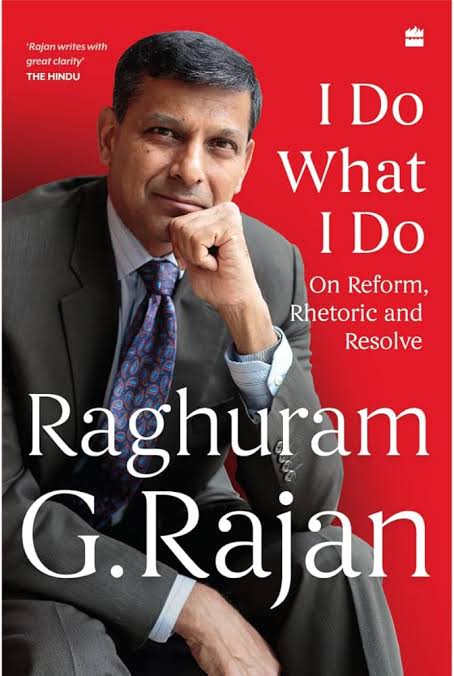 'Rajan writes with
great clarity'
THE HINDU
I Do
What
I Do
On Reform,
Rhetoric and
Resolve
Raghuram
G. Rajan